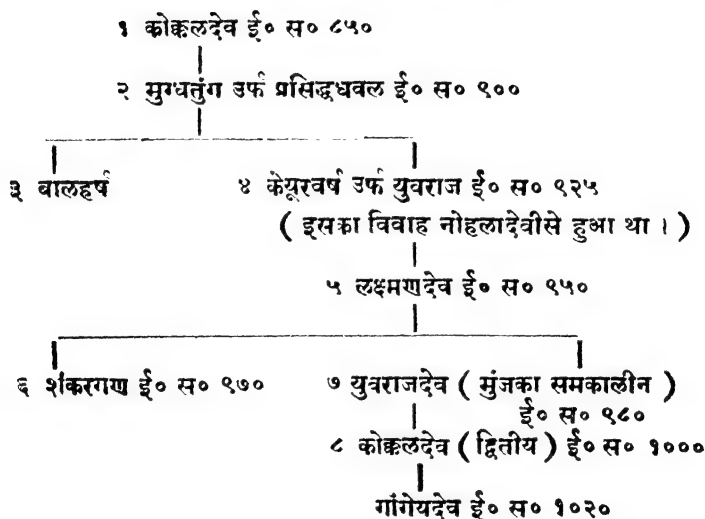 १ कोक्कलदेव ई० स० ८५०
२ मुग्धतुंग उर्फ प्रसिद्धधवल ई० स० ९००
३ बालहर्ष ४ केयूरवर्ष उर्फ युवराज ई० स० ९२५
( इसका विवाह नोहलादेवीसे हुआ था । )
५ लक्ष्मणदेव ई० स० ९५०
६ शंकरगण ई० स० ९७० ७ युवराजदेव ( मुंजका समकालीन )
ई० स० ९८०
८ कोक्कलदेव ( द्वितीय ) ई० स० १०००
गांगेयदेव ई० स० १०२०